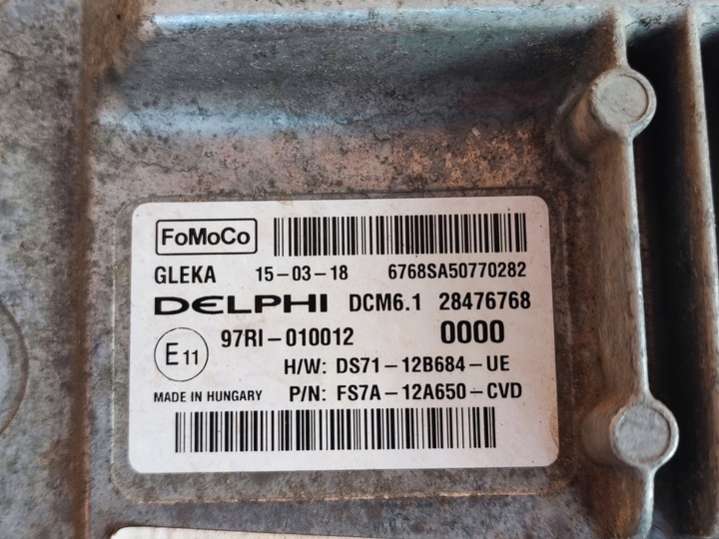 FoMoCo
GLEKA 15-03-18 6768SA50770282
DELPHI DCM6.1 28476768
97RI-010012 0000
E11
H/W: DS71-12B684-UE
MADE IN HUNGARY P/N: FS7A-12A650-CVD